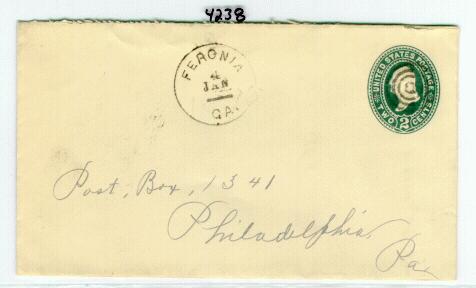 4238
FERONIA
4
JAN
GA
UNITED STATES POSTAGE
TWO 2 CENTS
Post, Box, 1341
Philadelphia,
Pa